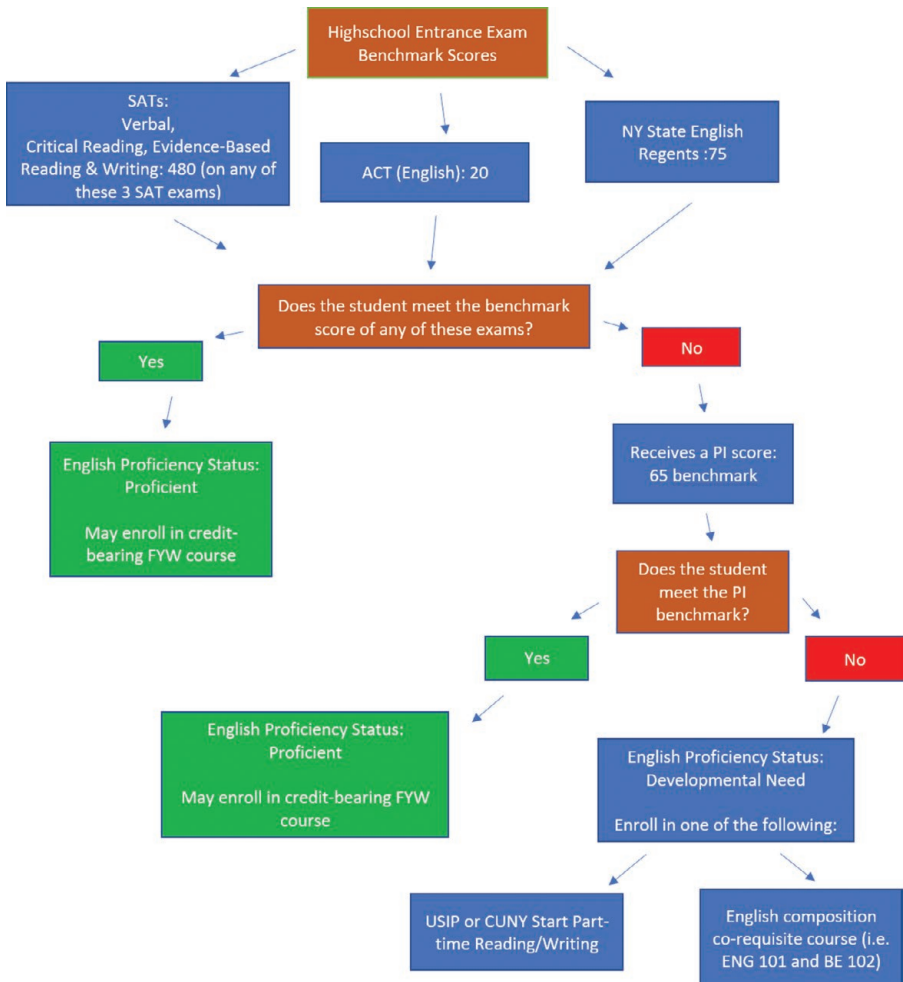 Highschool Entrance Exam
Benchmark Scores
SATs:
Verbal,
Critical Reading, Evidence-Based
Reading & Writing: 480 (on any of
these 3 SAT exams)
ACT (English): 20
NY State English
Regents :75
Does the student meet the benchmark
score of any of these exams?
Yes
No
English Proficiency Status:
Proficient
May enroll in credit-
bearing FYW course
Receives a PI score:
65 benchmark
Does the student
meet the PI
benchmark?
Yes
No
English Proficiency Status:
Proficient
May enroll in credit-bearing FYW
course
English Proficiency Status:
Developmental Need
Enroll in one of the following:
USIP or CUNY Start Part-
time Reading/Writing
English composition
co-requisite course (i.e.
ENG 101 and BE 102)